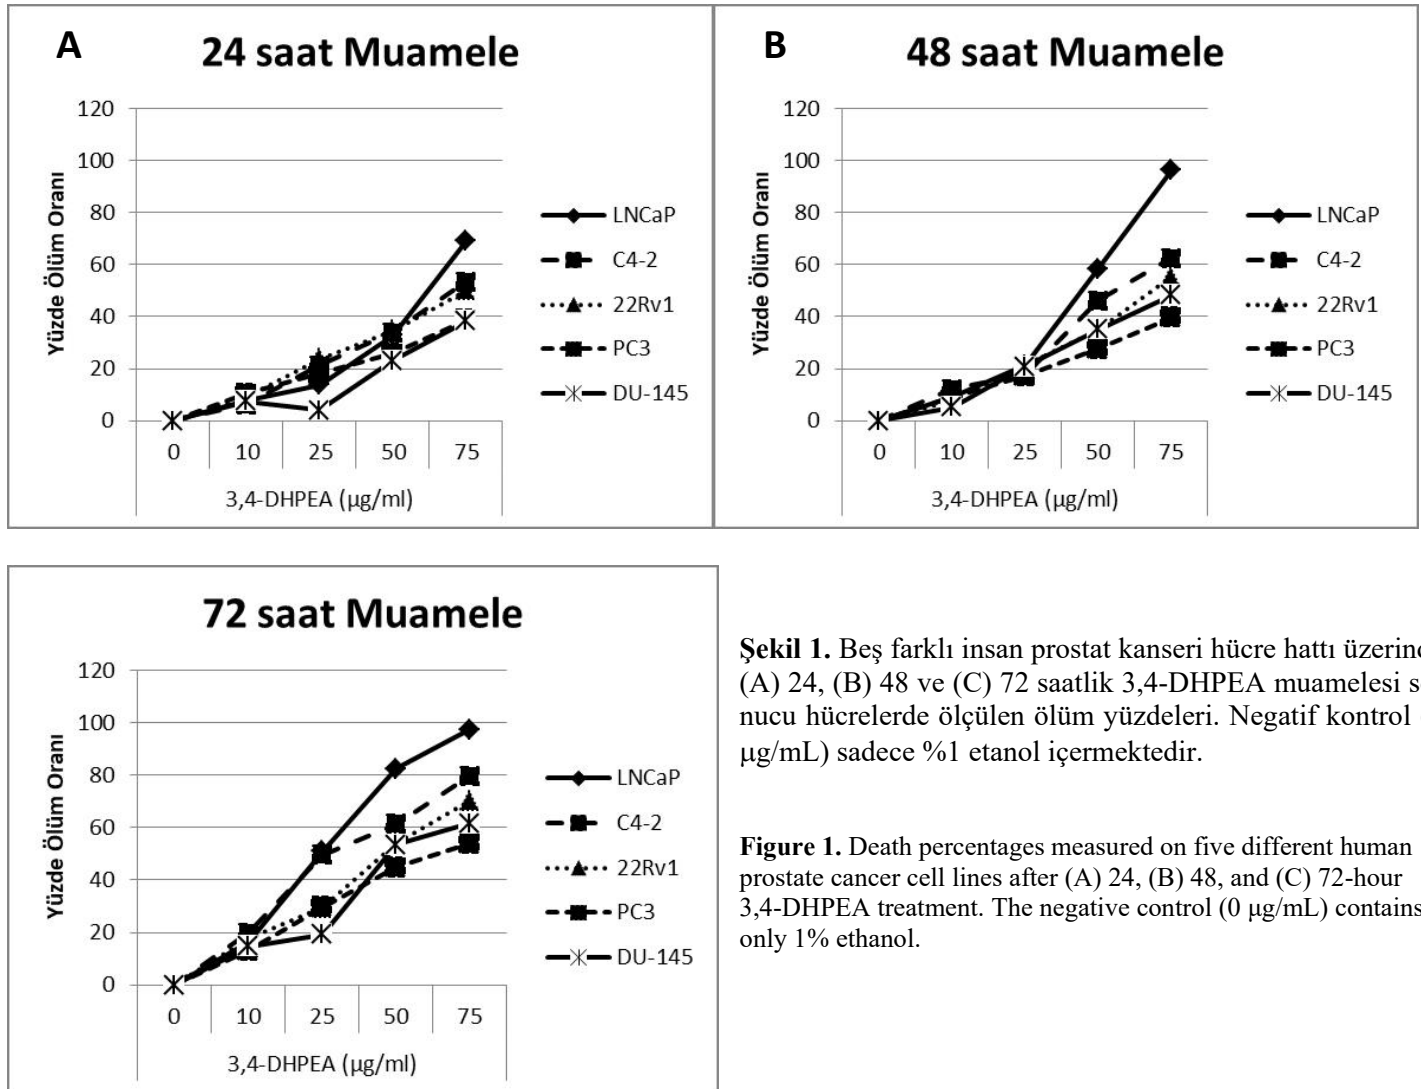 A
24 saat Muamele
120
100
80
60
40
20
0
Yüzde Ölüm Oranı
0 10 25 50 75
3,4-DHPEA (µg/ml)
LNCaP
C4-2
22Rv1
PC3
DU-145
B
48 saat Muamele
120
100
80
60
40
20
0
Yüzde Ölüm Oranı
0 10 25 50 75
3,4-DHPEA (µg/ml)
LNCaP
C4-2
22Rv1
PC3
DU-145
72 saat Muamele
120
100
80
60
40
20
0
Yüzde Ölüm Oranı
0 10 25 50 75
3,4-DHPEA (µg/ml)
LNCaP
C4-2
22Rv1
PC3
DU-145
Şekil 1. Beş farklı insan prostat kanseri hücre hattı
(A) 24, (B) 48 ve (C) 72 saatlik 3,4-DHPEA muamelesi
nucu hücrelerde ölçülen ölüm yüzdeleri. Negatif kontrol
µg/mL) sadece %1 etanol içermektedir.
Figure 1. Death percentages measured on five different human
prostate cancer cell lines after (A) 24, (B) 48, and (C) 72-hour
3,4-DHPEA treatment. The negative control (0 µg/mL) contains
only 1% ethanol.